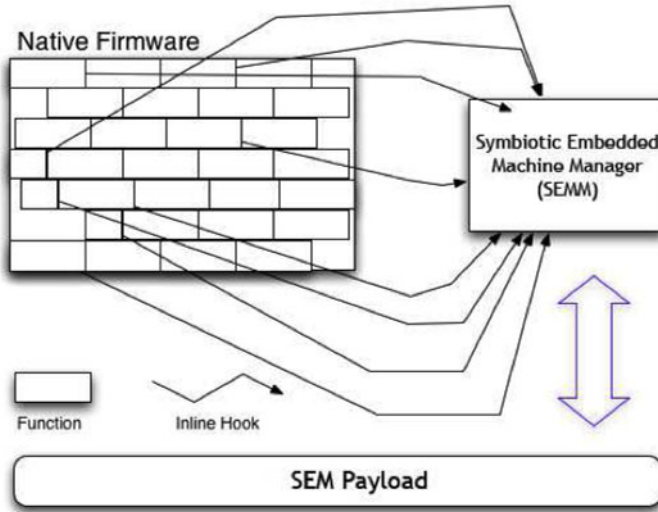 Native Firmware
Symbiotic Embedded
Machine Manager
(SEMM)
Function
Inline Hook
SEM Payload